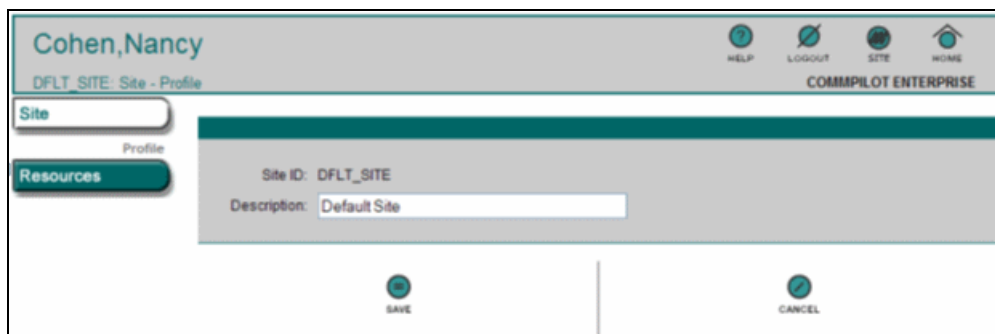 Cohen,Nancy
HELP LOGOUT SITE HOME
DFLT_SITE: Site - Profile COMMPILOT ENTERPRISE
Site
Profile
Resources
Site ID: DFLT_SITE
Description: Default Site
SAVE CANCEL